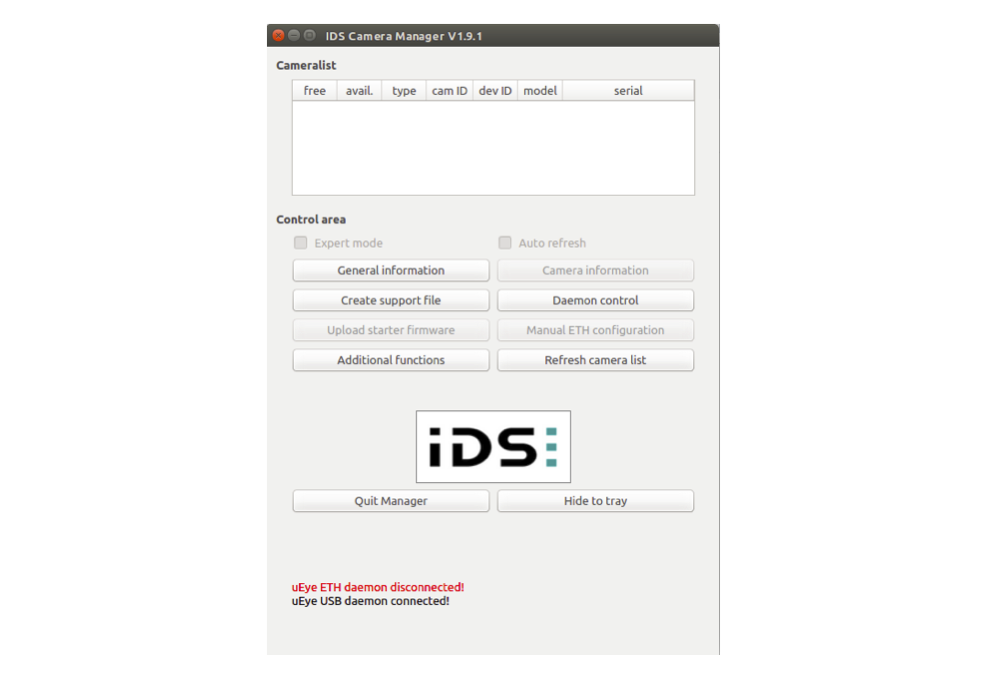 IDS Camera Manager V1.9.1
Cameralist
free avail. type cam ID dev ID model serial
Control area
Expert mode Auto refresh
General information Camera information
Create support file Daemon control
Upload starter firmware Manual ETH configuration
Additional functions Refresh camera list
iDS
Quit Manager Hide to tray
uEye ETH daemon disconnected!
uEye USB daemon connected!